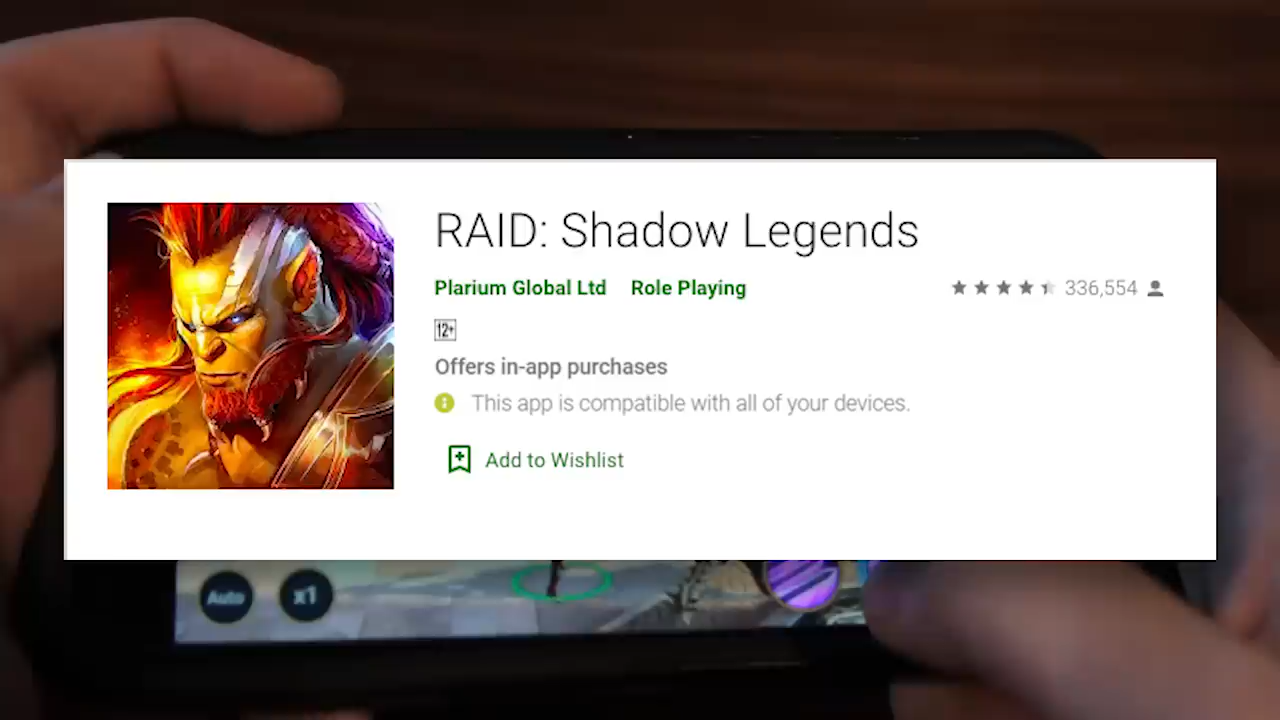 RAID: Shadow Legends
Plarium Global Ltd Role Playing 336,554
12+
Offers in-app purchases
This app is compatible with all of your devices.
Add to Wishlist
Auto x1